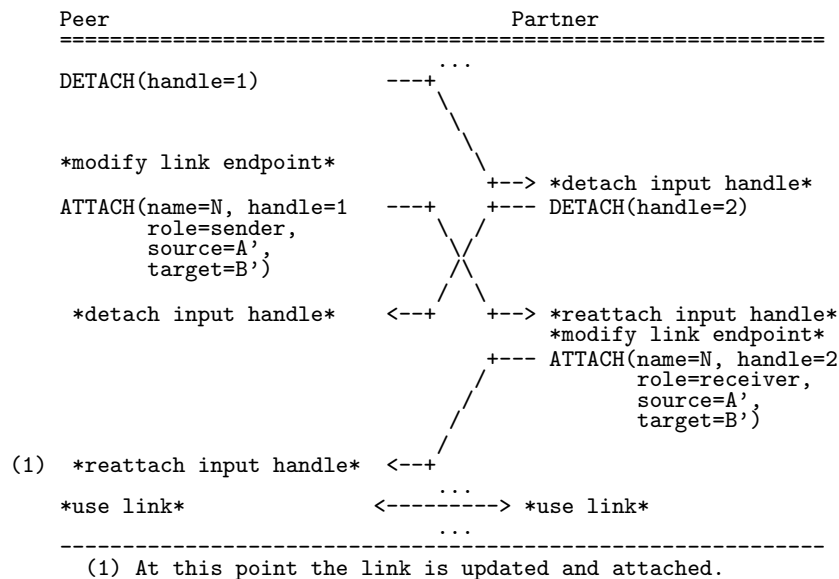 Peer                         Partner
=============================================================
                              ...
DETACH(handle=1)          ---+
                              \
                               \
                                \
                                 \
*modify link endpoint*            \
                                  +--> *detach input handle*
ATTACH(name=N, handle=1   ---+    +--- DETACH(handle=2)
       role=sender,           \  /
       source=A',              \/
       target=B')              /\
                              /  \
 *detach input handle*    <--+    +--> *reattach input handle*
                                       *modify link endpoint*
                                  +--- ATTACH(name=N, handle=2
                                 /            role=receiver,
                                /             source=A',
                               /              target=B')
                              /
(1)  *reattach input handle*  <--+
                              ...
*use link*               <---------> *use link*
                              ...
-------------------------------------------------------------
(1) At this point the link is updated and attached.